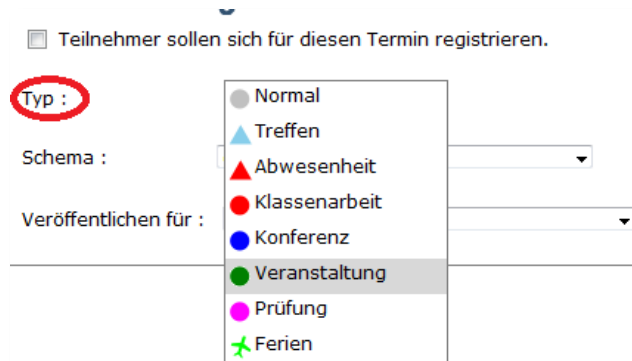 Teilnehmer sollen sich für diesen Termin registrieren.
Typ :
Normal
Treffen
Schema :
Abwesenheit
Klassenarbeit
Veröffentlichen für :
Konferenz
Veranstaltung
Prüfung
Ferien